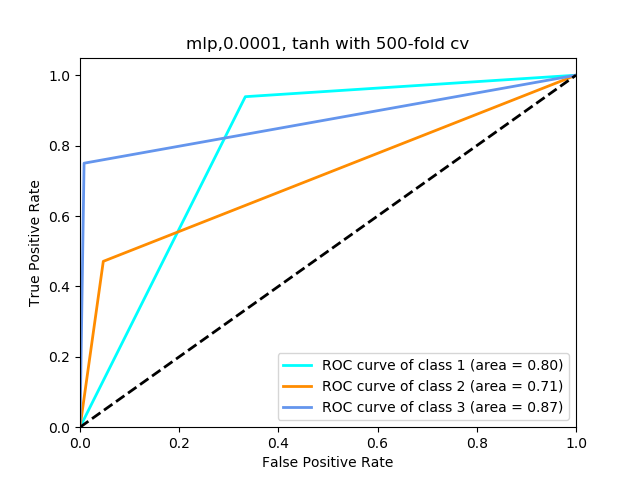 mlp,0.0001, tanh with 500-fold cv
True Positive Rate
1.0
0.8
0.6
0.4
0.2
0.0
ROC curve of class 1 (area = 0.80)
ROC curve of class 2 (area = 0.71)
ROC curve of class 3 (area = 0.87)
0.0 0.2 0.4 0.6 0.8 1.0
False Positive Rate